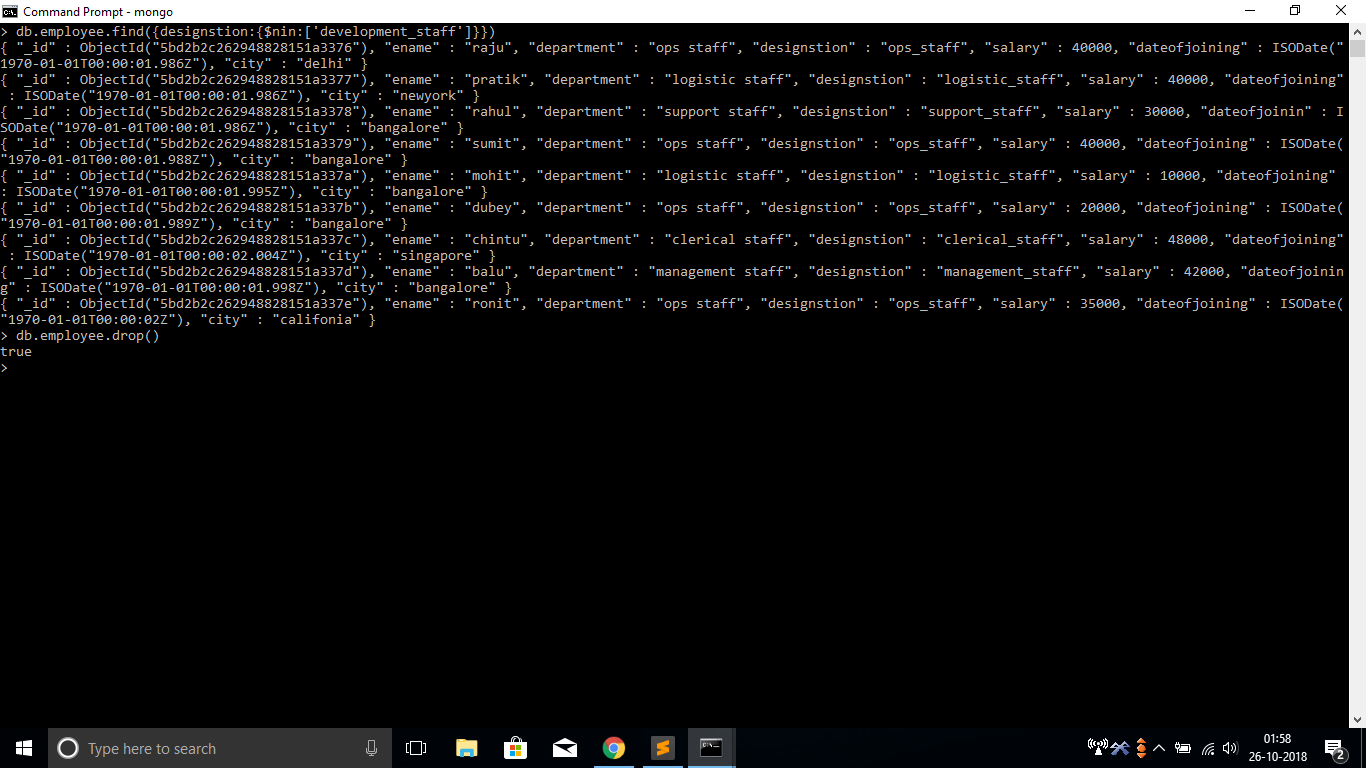 Command Prompt - mongo
> db.employee.find({designstion:{$nin:['development_staff']}})
{ "_id" : ObjectId("5bd2b2c262948828151a3376"), "ename" : "raju", "department" : "ops staff", "designstion" : "ops_staff", "salary" : 40000, "dateofjoining" : ISODate("
1970-01-01T00:00:01.986Z"), "city" : "delhi" }
{ "_id" : ObjectId("5bd2b2c262948828151a3377"), "ename" : "pratik", "department" : "logistic staff", "designstion" : "logistic_staff", "salary" : 40000, "dateofjoining"
 : ISODate("1970-01-01T00:00:01.986Z"), "city" : "newyork" }
{ "_id" : ObjectId("5bd2b2c262948828151a3378"), "ename" : "rahul", "department" : "support staff", "designstion" : "support_staff", "salary" : 30000, "dateofjoinin" : I
SODate("1970-01-01T00:00:01.986Z"), "city" : "bangalore" }
{ "_id" : ObjectId("5bd2b2c262948828151a3379"), "ename" : "sumit", "department" : "ops staff", "designstion" : "ops_staff", "salary" : 40000, "dateofjoining" : ISODate(
"1970-01-01T00:00:01.988Z"), "city" : "bangalore" }
{ "_id" : ObjectId("5bd2b2c262948828151a337a"), "ename" : "mohit", "department" : "logistic staff", "designstion" : "logistic_staff", "salary" : 10000, "dateofjoining"
: ISODate("1970-01-01T00:00:01.995Z"), "city" : "bangalore" }
{ "_id" : ObjectId("5bd2b2c262948828151a337b"), "ename" : "dubey", "department" : "ops staff", "designstion" : "ops_staff", "salary" : 20000, "dateofjoining" : ISODate(
"1970-01-01T00:00:01.989Z"), "city" : "bangalore" }
{ "_id" : ObjectId("5bd2b2c262948828151a337c"), "ename" : "chintu", "department" : "clerical staff", "designstion" : "clerical_staff", "salary" : 48000, "dateofjoining"
 : ISODate("1970-01-01T00:00:02.004Z"), "city" : "singapore" }
{ "_id" : ObjectId("5bd2b2c262948828151a337d"), "ename" : "balu", "department" : "management staff", "designstion" : "management_staff", "salary" : 42000, "dateofjoinin
g" : ISODate("1970-01-01T00:00:01.998Z"), "city" : "bangalore" }
{ "_id" : ObjectId("5bd2b2c262948828151a337e"), "ename" : "ronit", "department" : "ops staff", "designstion" : "ops_staff", "salary" : 35000, "dateofjoining" : ISODate(
"1970-01-01T00:00:02Z"), "city" : "califonia" }
> db.employee.drop()
true
>
Type here to search
01:58
26-10-2018
2